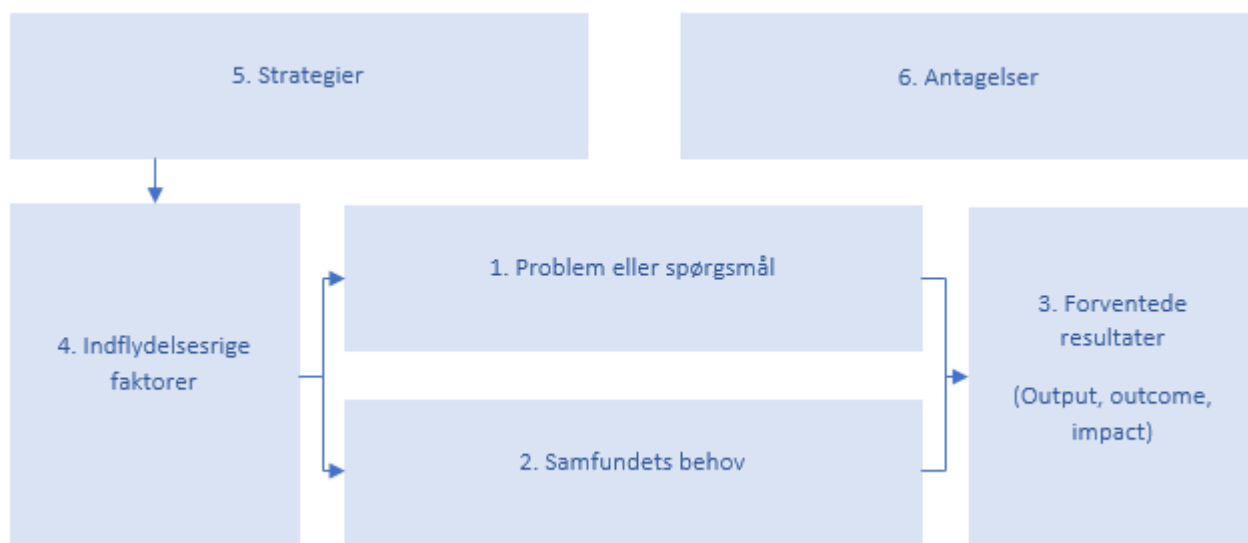 5. Strategier
6. Antagelser
4. Indflydelsesrige
faktorer
1. Problem eller spørgsmål
2. Samfundets behov
3. Forventede
resultater
(Output, outcome,
impact)